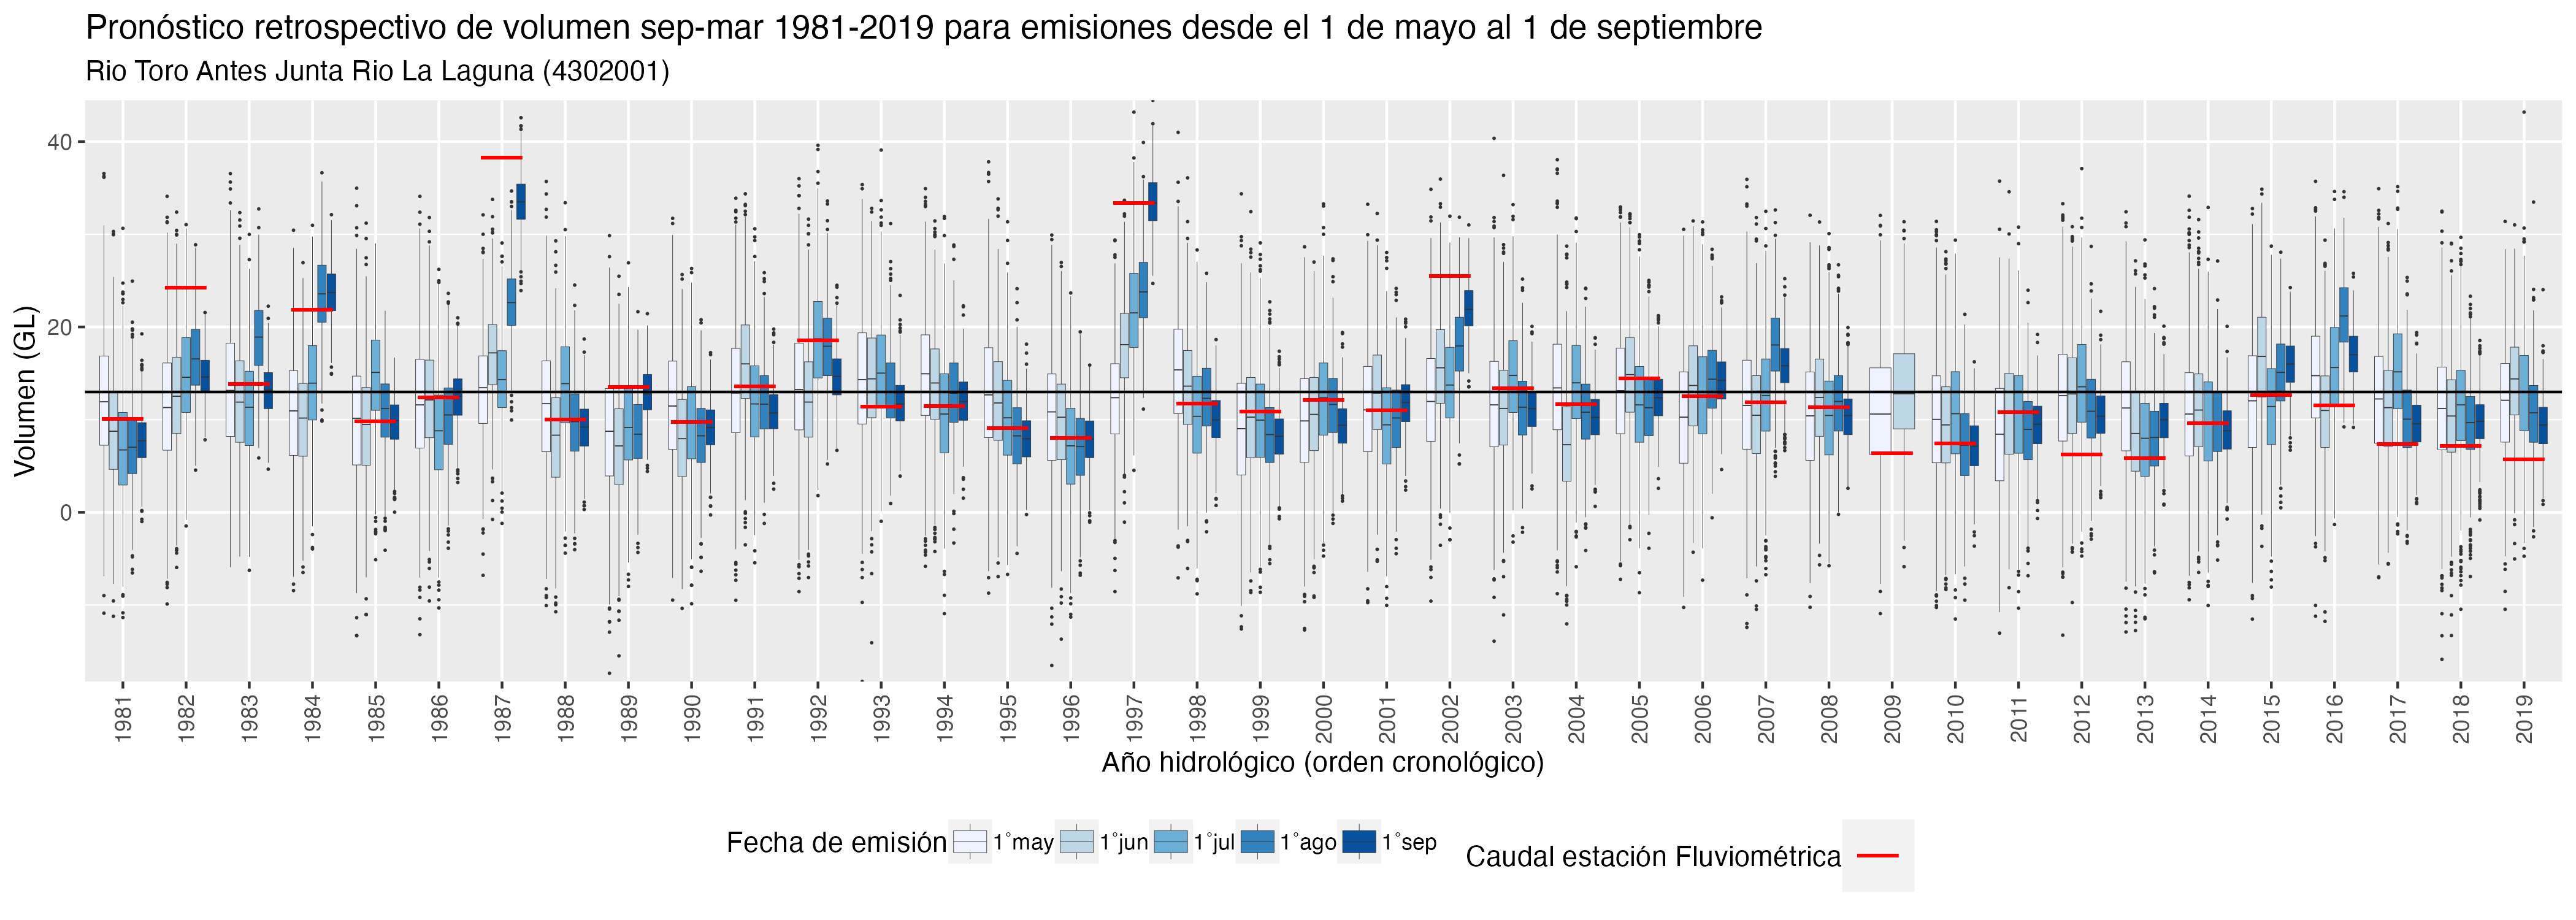 Pronóstico retrospectivo de volumen sep-mar 1981-2019 para emisiones desde el 1 de mayo al 1 de septiembre
Rio Toro Antes Junta Rio La Laguna (4302001)
Volumen (GL)
40
20
0
1981 1982 1983 1984 1985 1986 1987 1988 1989 1990 1991 1992 1993 1994 1995 1996 1997 1998 1999 2000 2001 2002 2003 2004 2005 2006 2007 2008 2009 2010 2011 2012 2013 2014 2015 2016 2017 2018 2019
Año hidrológico (orden cronológico)
Fecha de emisión 1°may 1°jun 1°jul 1°ago 1°sep Caudal estación Fluviométrica